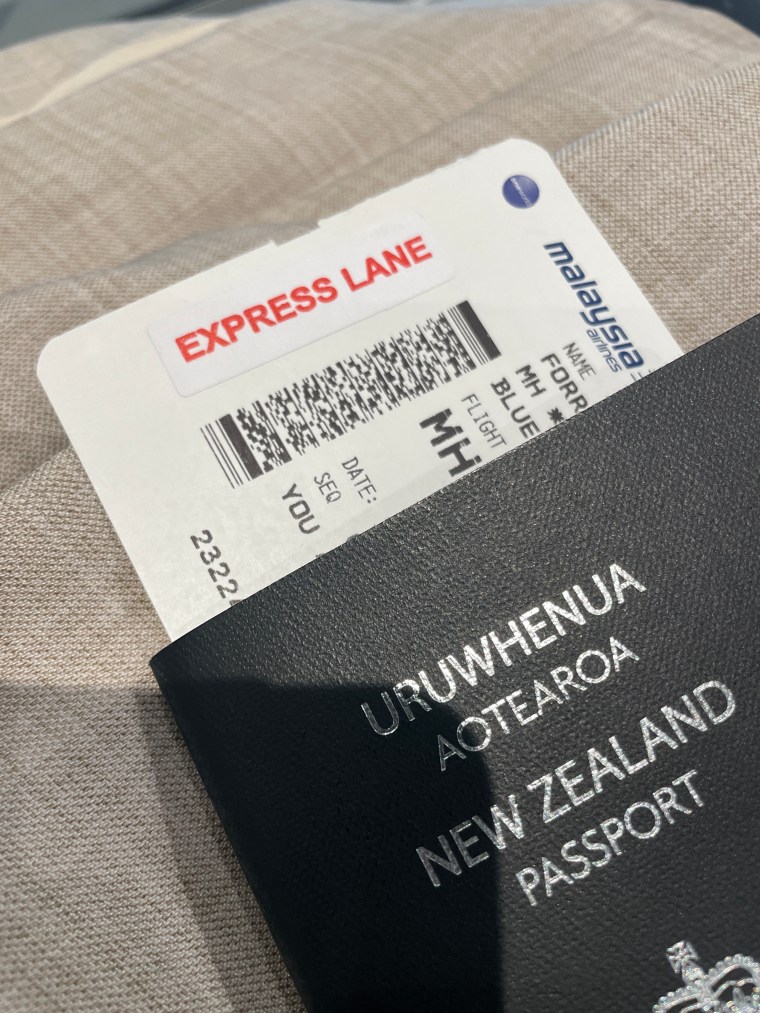 EXPRESS LANE
malaysia
airlines
NAME
FORR
MH *
BLUE
FLIGHT
MH
DATE:
SEQ
YOU
2322
URUWHENUA
AOTEAROA
NEW ZEALAND
PASSPORT